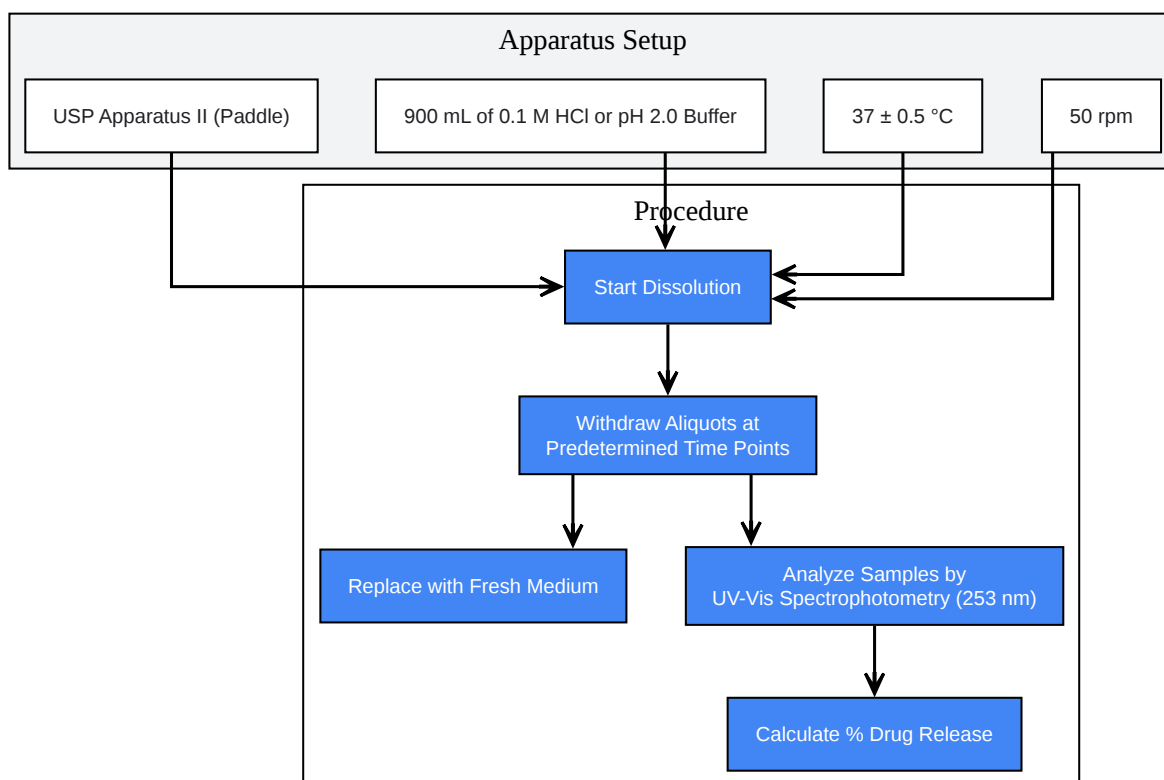 Apparatus Setup
USP Apparatus II (Paddle)
900 mL of 0.1 M HCl or pH 2.0 Buffer
37 ± 0.5 °C
50 rpm
Procedure
Start Dissolution
Withdraw Aliquots at
Predetermined Time Points
Replace with Fresh Medium
Analyze Samples by
UV-Vis Spectrophotometry (253 nm)
Calculate % Drug Release